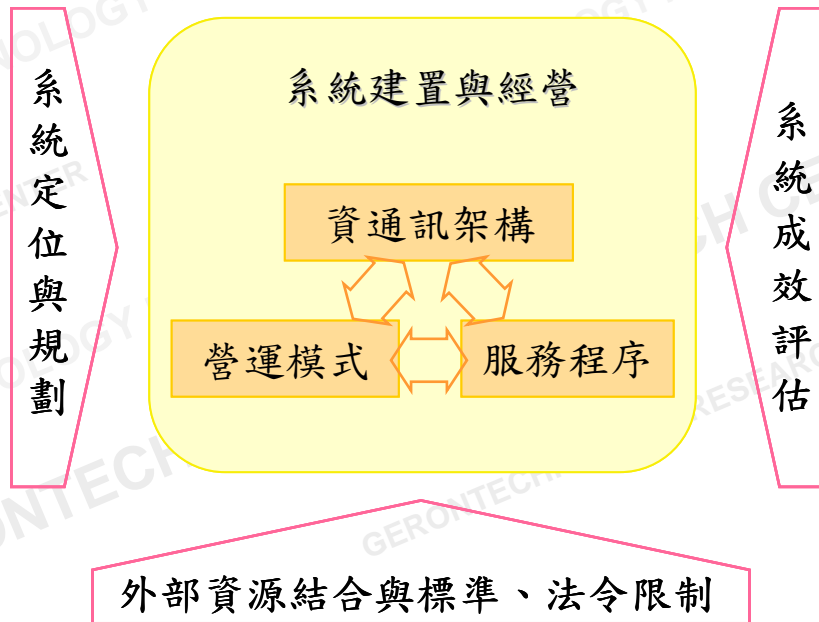 系統定位與規劃
系統建置與經營
資通訊架構
營運模式
服務程序
系統成效評估
外部資源結合與標準、法令限制
GERONTECH